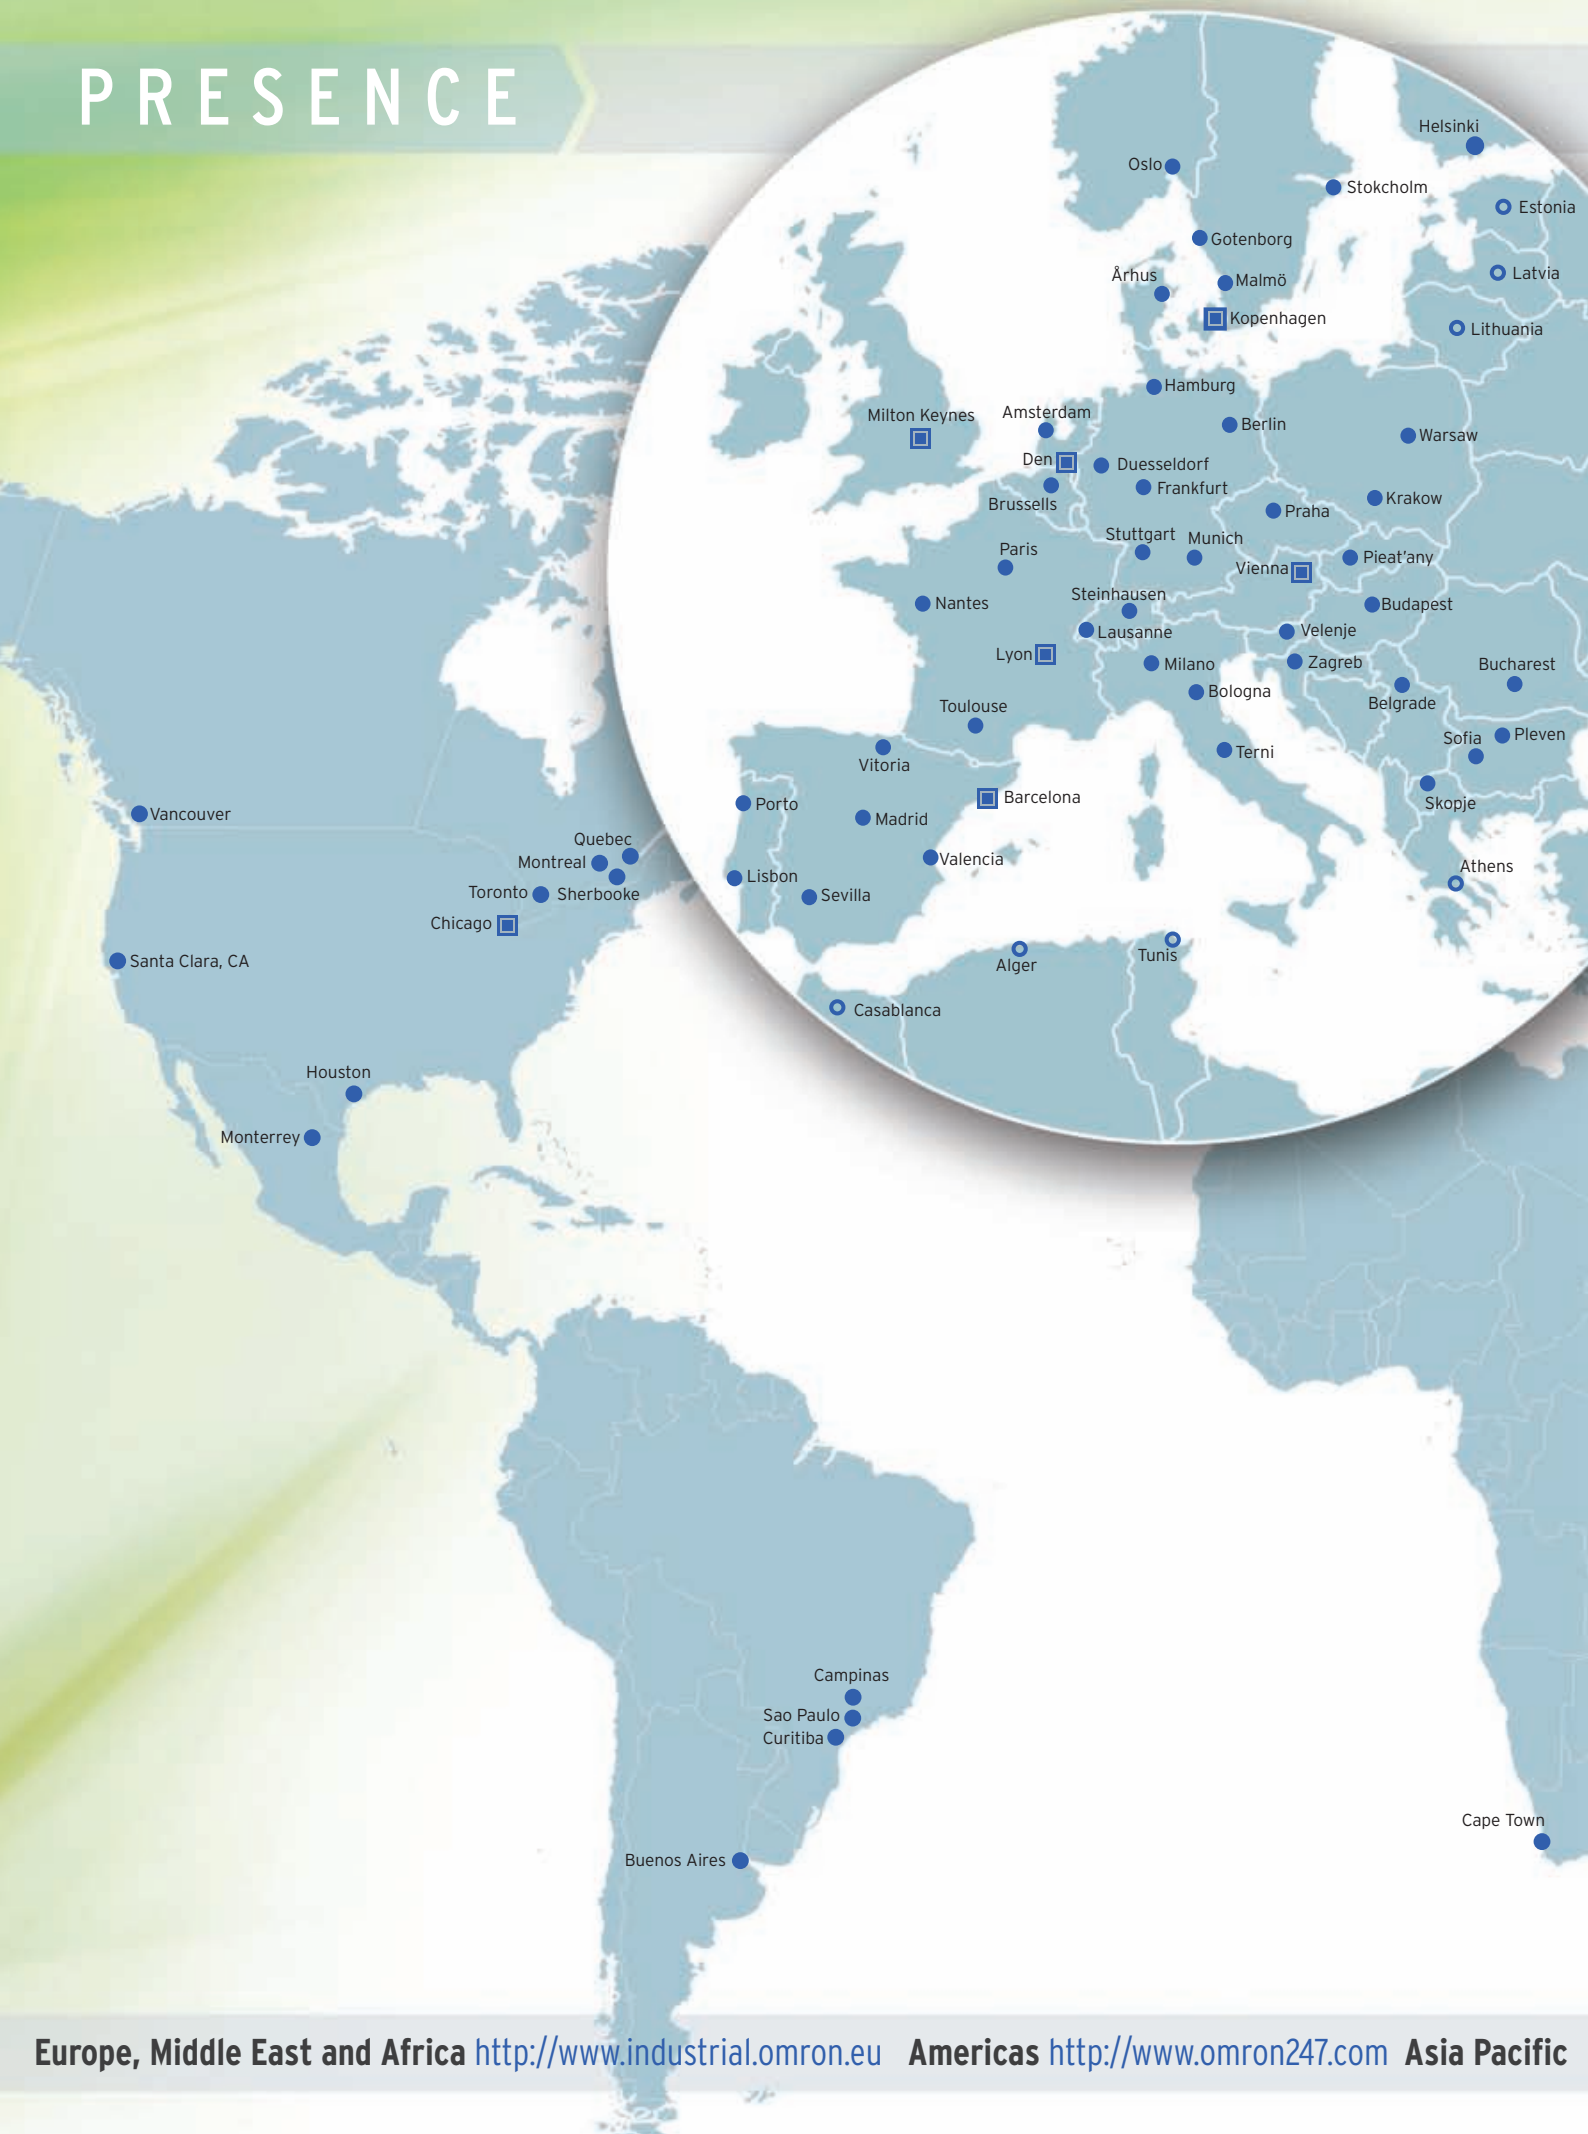 PRESENCE
Helsinki
Oslo
Stokcholm
Estonia
Gotenborg
Latvia
Århus
Malmö
Kopenhagen
Lithuania
Hamburg
Milton Keynes
Amsterdam
Berlin
Warsaw
Den
Duesseldorf
Frankfurt
Brussells
Krakow
Praha
Stuttgart
Munich
Paris
Pieat'any
Vienna
Steinhausen
Nantes
Budapest
Lausanne
Velenje
Lyon
Milano
Zagreb
Bucharest
Bologna
Belgrade
Toulouse
Sofia
Pleven
Terni
Vitoria
Barcelona
Porto
Skopje
Madrid
Valencia
Athens
Lisbon
Sevilla
Alger
Tunis
Casablanca
Vancouver
Quebec
Montreal
Toronto
Sherbooke
Chicago
Santa Clara, CA
Houston
Monterrey
Campinas
Sao Paulo
Curitiba
Cape Town
Buenos Aires
Europe, Middle East and Africa http://www.industrial.omron.eu Americas http://www.omron247.com Asia Pacific